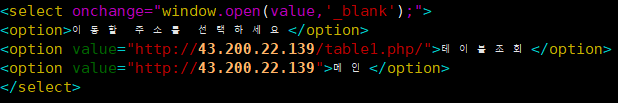 <select onchange="window.open(value,'_blank');">
<option>이동할 주소를 선택하세요</option>
<option value="http://43.200.22.139/table1.php/">테이블조회</option>
<option value="http://43.200.22.139">메인</option>
</select>